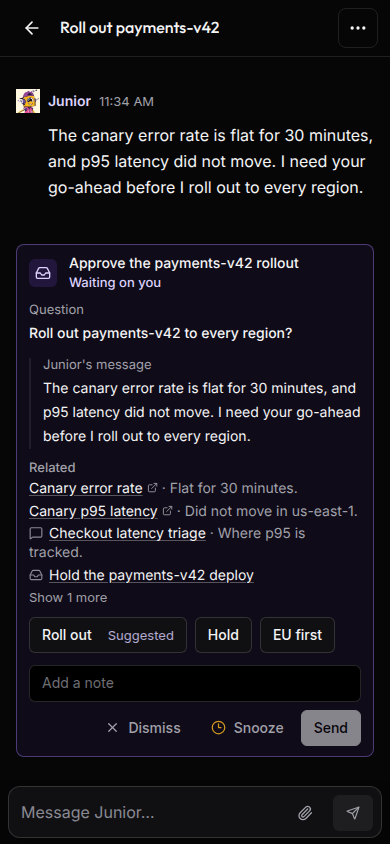 Roll out payments-v42
Junior 11:34 AM
The canary error rate is flat for 30 minutes,
and p95 latency did not move. I need your
go-ahead before I roll out to every region.
Approve the payments-v42 rollout
Waiting on you
Question
Roll out payments-v42 to every region?
Junior's message
The canary error rate is flat for 30 minutes, and
p95 latency did not move. I need your go-ahead
before I roll out to every region.
Related
Canary error rate · Flat for 30 minutes.
Canary p95 latency · Did not move in us-east-1.
Checkout latency triage · Where p95 is
tracked.
Hold the payments-v42 deploy
Show 1 more
Roll out Suggested Hold EU first
Add a note
Dismiss Snooze Send
Message Junior...